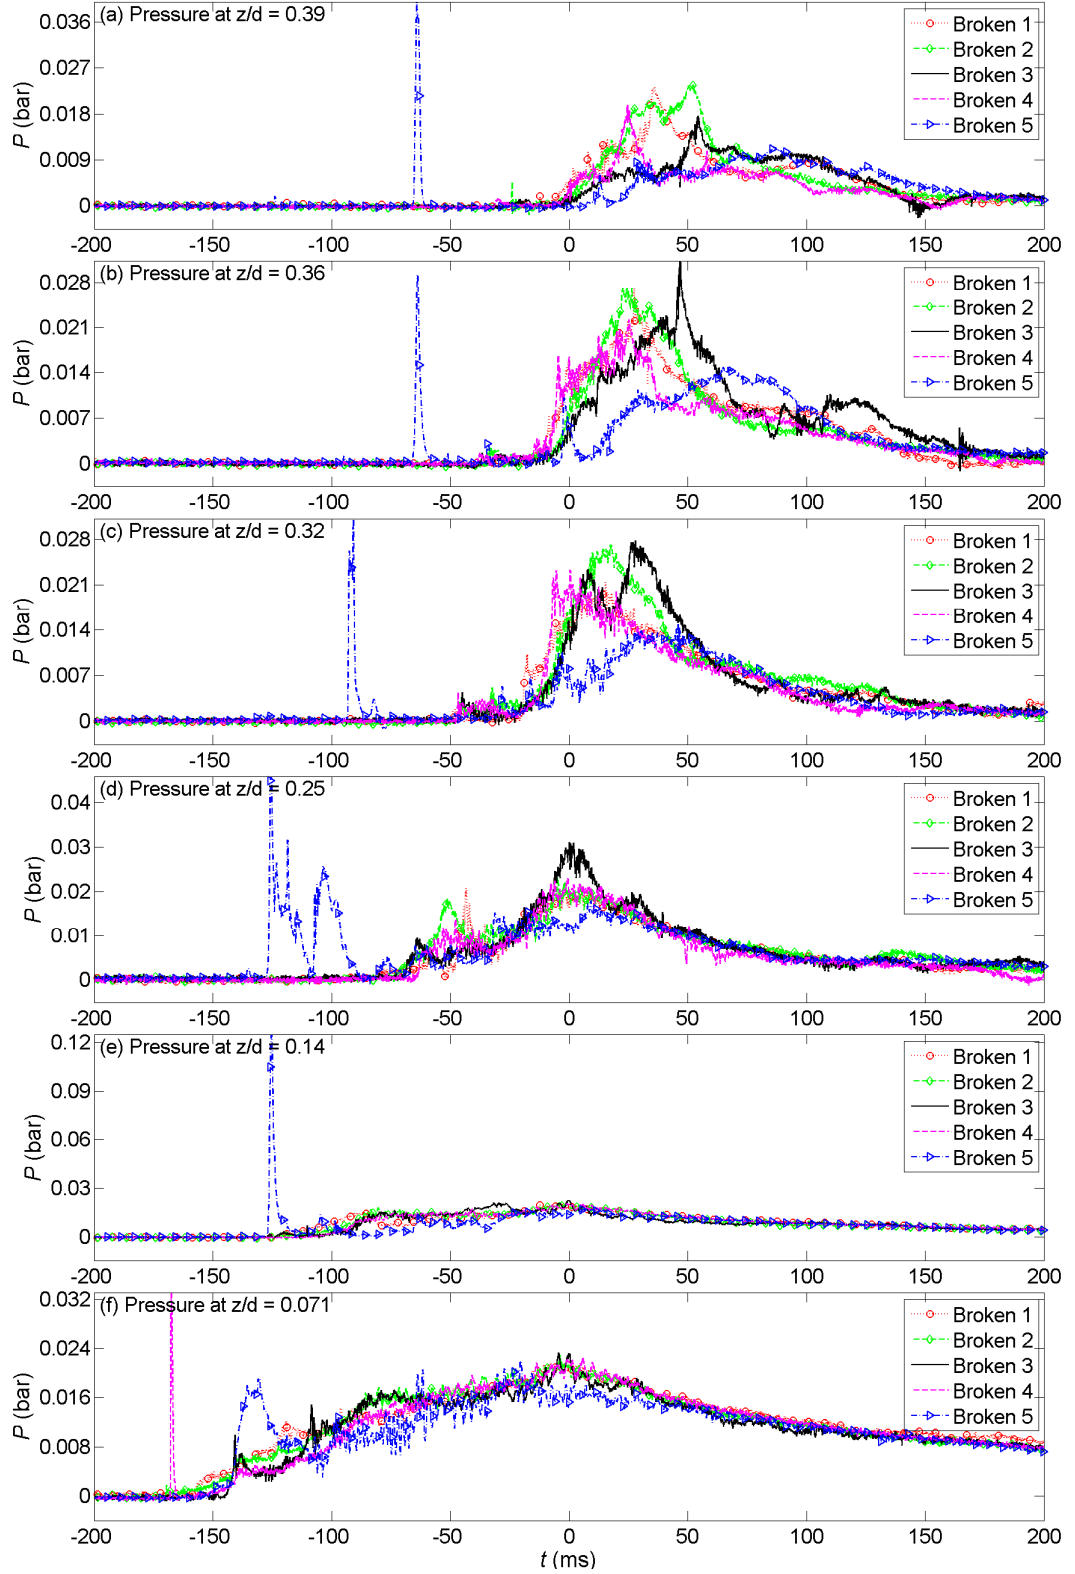 (a) Pressure at z/d = 0.39
P (bar)
0.036
0.027
0.018
0.009
0
Broken 1
Broken 2
Broken 3
Broken 4
Broken 5
-200 -150 -100 -50 0 50 100 150 200
(b) Pressure at z/d = 0.36
P (bar)
0.028
0.021
0.014
0.007
0
Broken 1
Broken 2
Broken 3
Broken 4
Broken 5
-200 -150 -100 -50 0 50 100 150 200
(c) Pressure at z/d = 0.32
P (bar)
0.028
0.021
0.014
0.007
0
Broken 1
Broken 2
Broken 3
Broken 4
Broken 5
-200 -150 -100 -50 0 50 100 150 200
(d) Pressure at z/d = 0.25
P (bar)
0.04
0.03
0.02
0.01
0
Broken 1
Broken 2
Broken 3
Broken 4
Broken 5
-200 -150 -100 -50 0 50 100 150 200
(e) Pressure at z/d = 0.14
P (bar)
0.12
0.09
0.06
0.03
0
Broken 1
Broken 2
Broken 3
Broken 4
Broken 5
-200 -150 -100 -50 0 50 100 150 200
(f) Pressure at z/d = 0.071
P (bar)
0.032
0.024
0.016
0.008
0
Broken 1
Broken 2
Broken 3
Broken 4
Broken 5
-200 -150 -100 -50 0 50 100 150 200
t (ms)